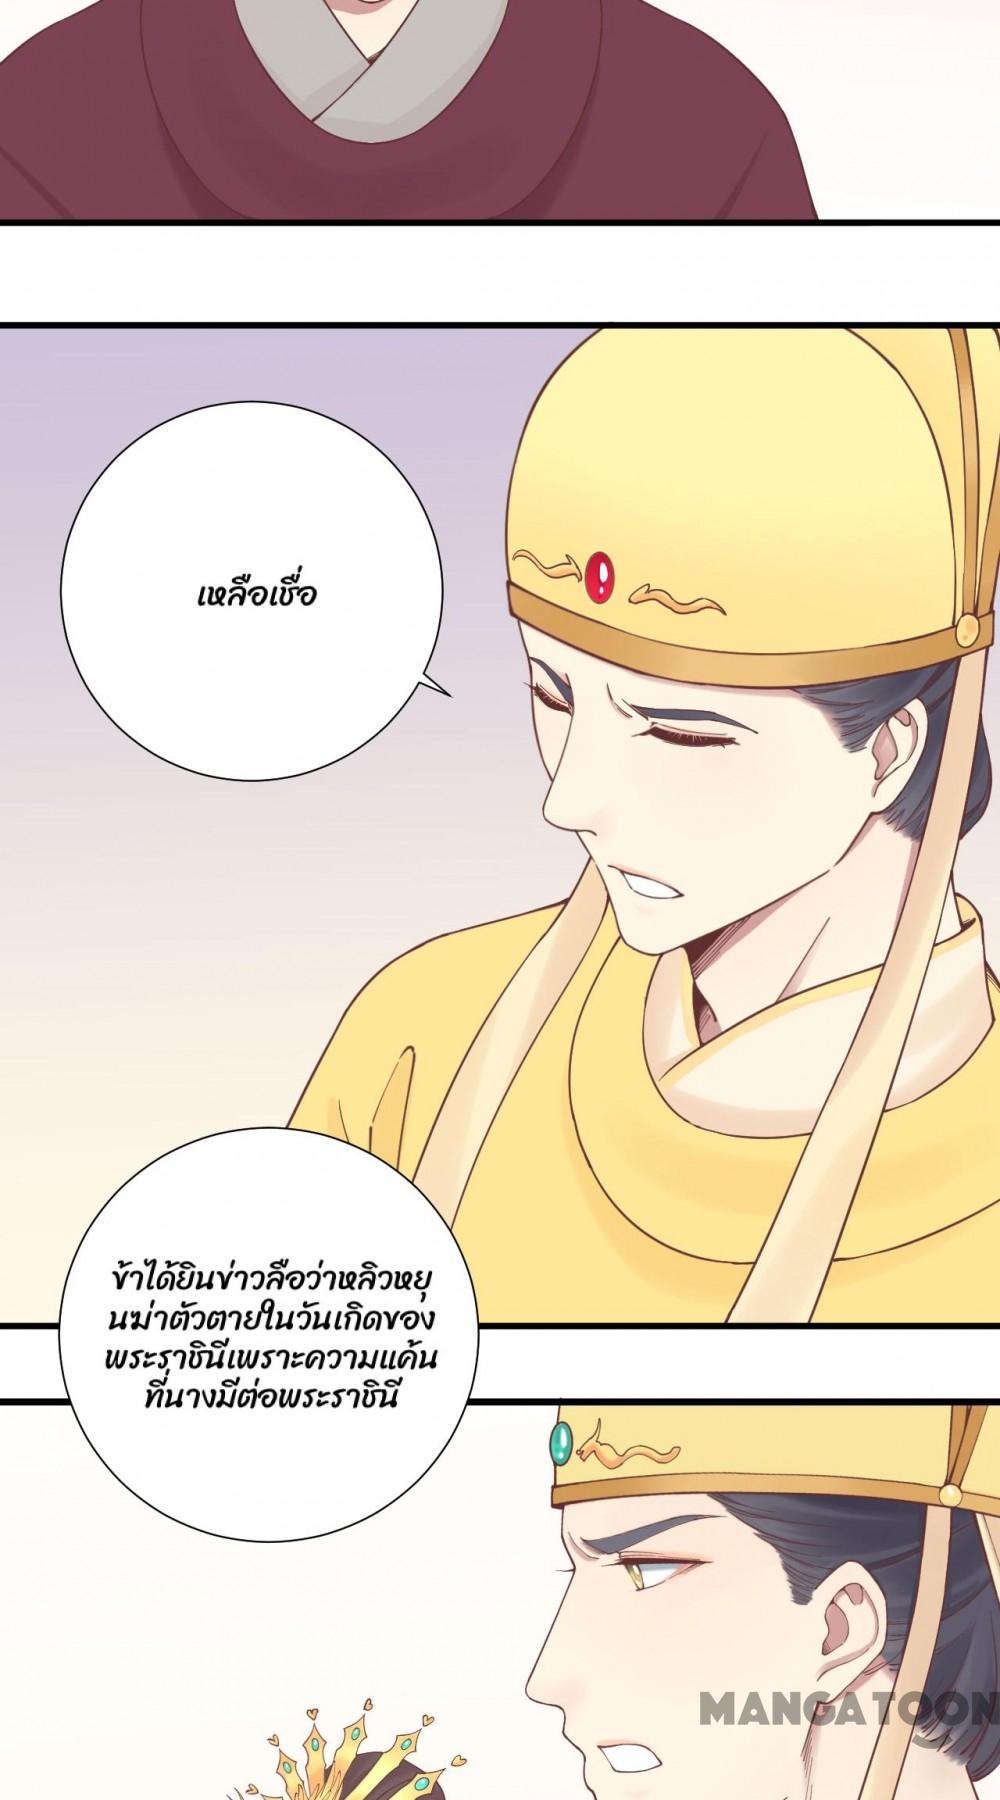 เหลือเชื่อ
ข้าได้ยินข่าวลือว่าหลิวหยุ
นฆ่าตัวตายในวันเกิดของ
พระราชินีเพราะความแค้น
ที่นางมีต่อพระราชินี
MANGATOON